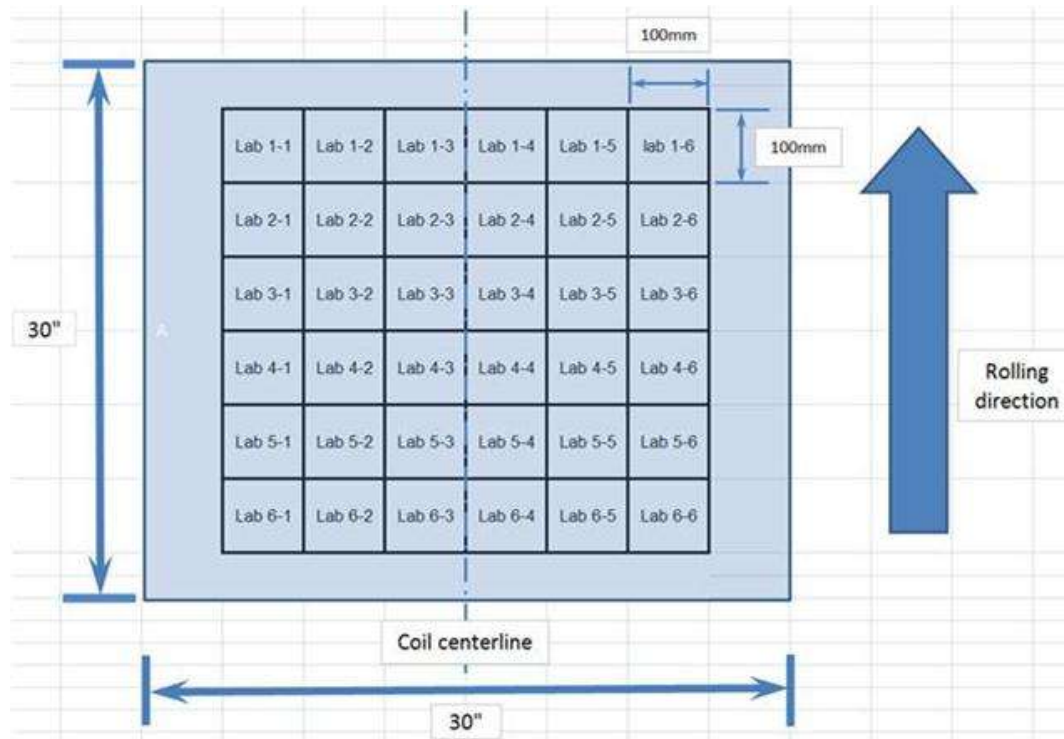 100mm
Lab 1-1 Lab 1-2 Lab 1-3 Lab 1-4 Lab 1-5 lab 1-6
100mm
Lab 2-1 Lab 2-2 Lab 2-3 Lab 2-4 Lab 2-5 Lab 2-6
Lab 3-1 Lab 3-2 Lab 3-3 Lab 3-4 Lab 3-5 Lab 3-6
30"
A
Lab 4-1 Lab 4-2 Lab 4-3 Lab 4-4 Lab 4-5 Lab 4-6
Rolling
direction
Lab 5-1 Lab 5-2 Lab 5-3 Lab 5-4 Lab 5-5 Lab 5-6
Lab 6-1 Lab 6-2 Lab 6-3 Lab 6-4 Lab 6-5 Lab 6-6
Coil centerline
30"